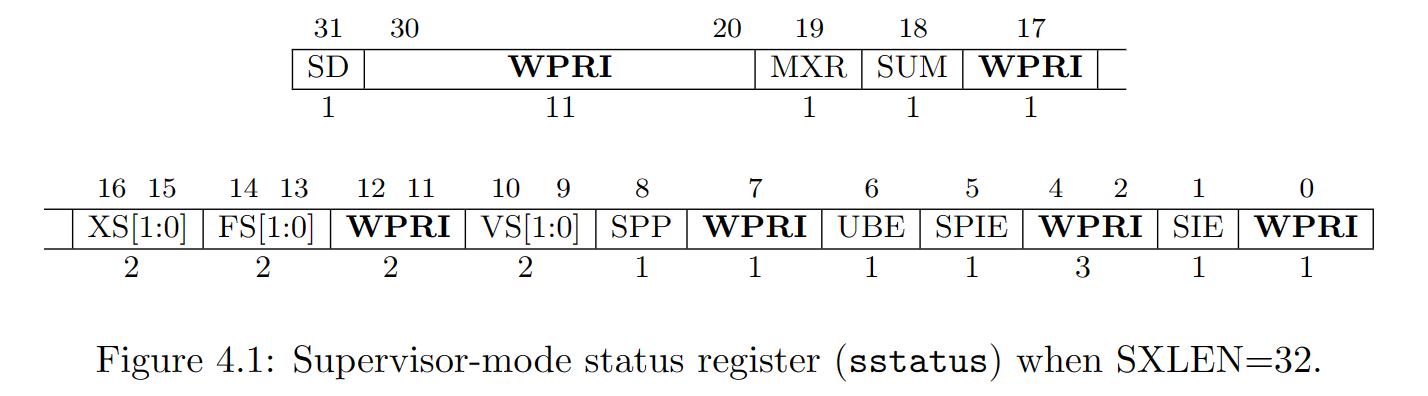 31 30 20 19 18 17
SD WPRI MXR SUM WPRI
1 11 1 1 1
16 15 14 13 12 11 10 9 8 7 6 5 4 2 1 0
XS[1:0] FS[1:0] WPRI VS[1:0] SPP WPRI UBE SPIE WPRI SIE WPRI
2 2 2 2 1 1 1 1 3 1 1
Figure 4.1: Supervisor-mode status register (sstatus) when SXLEN=32.